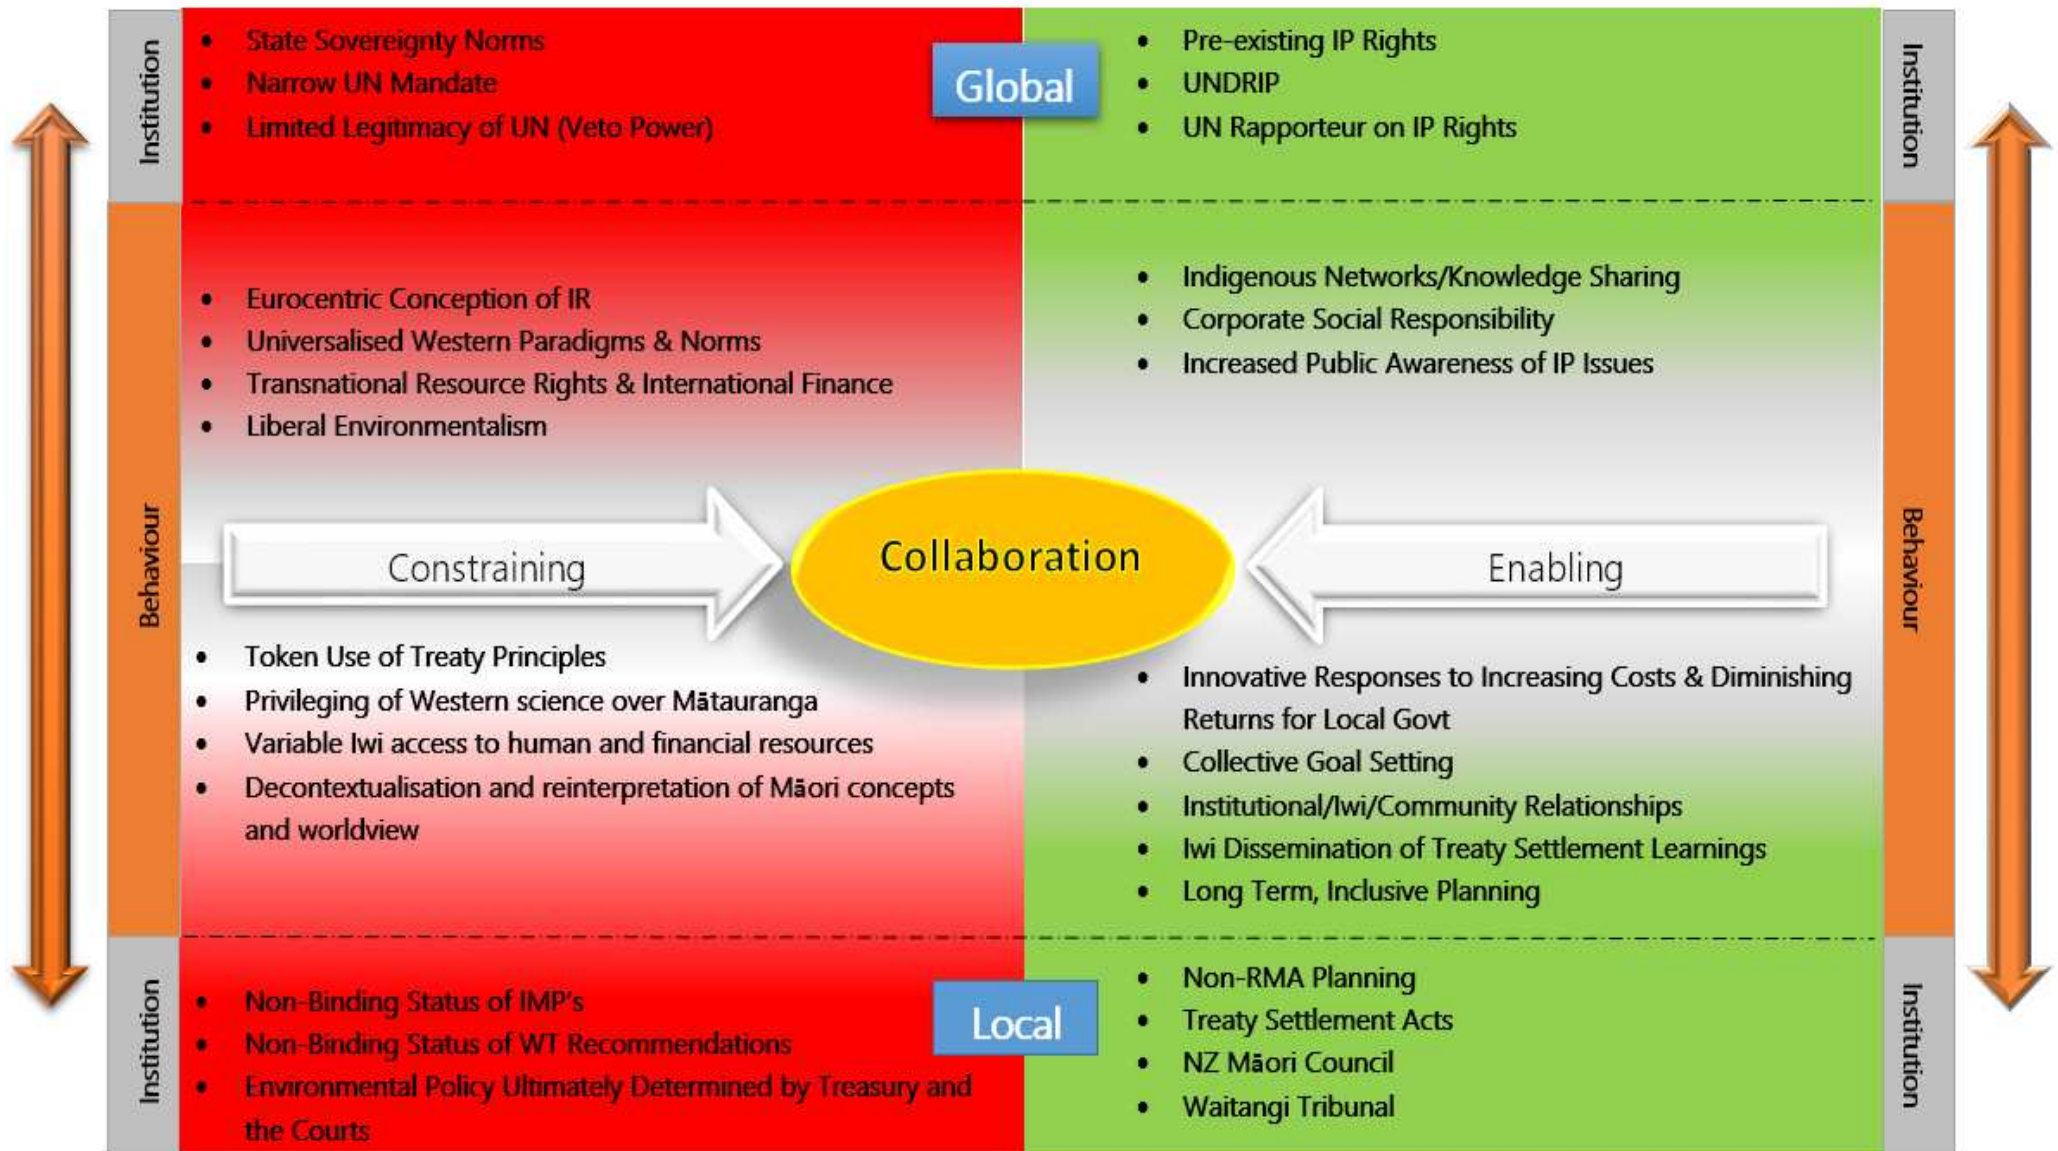 Institution
• State Sovereignty Norms
• Narrow UN Mandate
• Limited Legitimacy of UN (Veto Power)
Global
• Pre-existing IP Rights
• UNDRIP
• UN Rapporteur on IP Rights
Institution
Behaviour
• Eurocentric Conception of IR
• Universalised Western Paradigms & Norms
• Transnational Resource Rights & International Finance
• Liberal Environmentalism
• Indigenous Networks/Knowledge Sharing
• Corporate Social Responsibility
• Increased Public Awareness of IP Issues
Behaviour
Constraining
Collaboration
Enabling
• Token Use of Treaty Principles
• Privileging of Western science over Mātauranga
• Variable Iwi access to human and financial resources
• Decontextualisation and reinterpretation of Māori concepts
and worldview
• Innovative Responses to Increasing Costs & Diminishing
Returns for Local Govt
• Collective Goal Setting
• Institutional/Iwi/Community Relationships
• Iwi Dissemination of Treaty Settlement Learnings
• Long Term, Inclusive Planning
Institution
• Non-Binding Status of IMP's
• Non-Binding Status of WT Recommendations
• Environmental Policy Ultimately Determined by Treasury and
the Courts
Local
• Non-RMA Planning
• Treaty Settlement Acts
• NZ Māori Council
• Waitangi Tribunal
Institution